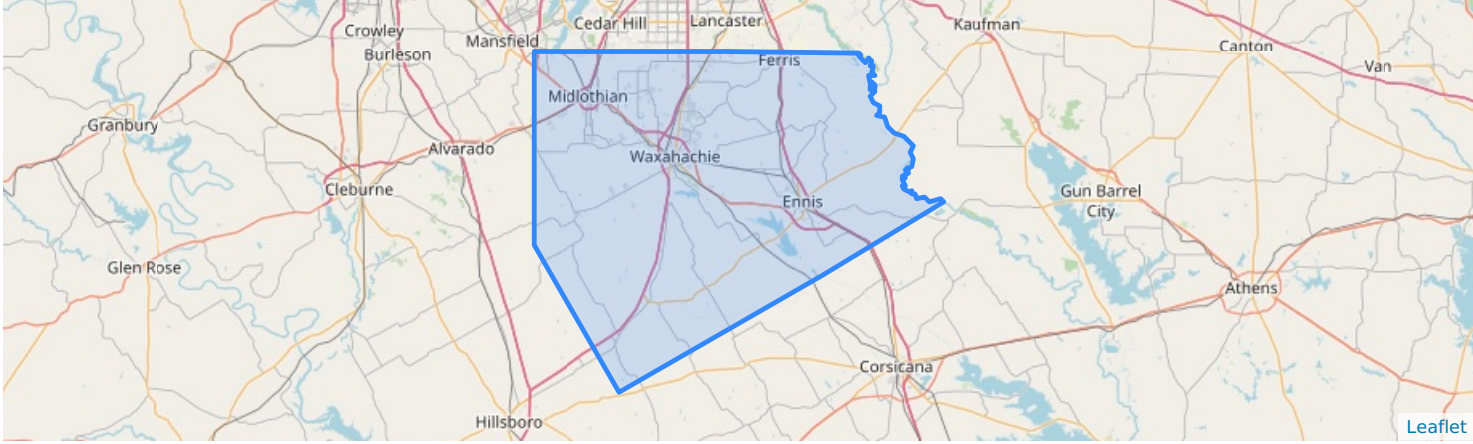 Cedar Hill
Lancaster
Kaufman
Crowley
Mansfield
Burleson
Canton
Ferris
Van
Midlothian
Granbury
Alvarado
Waxahachie
Cleburne
Gun Barrel
City
Ennis
Glen Rose
Athens
Corsicana
Hillsboro
Leaflet